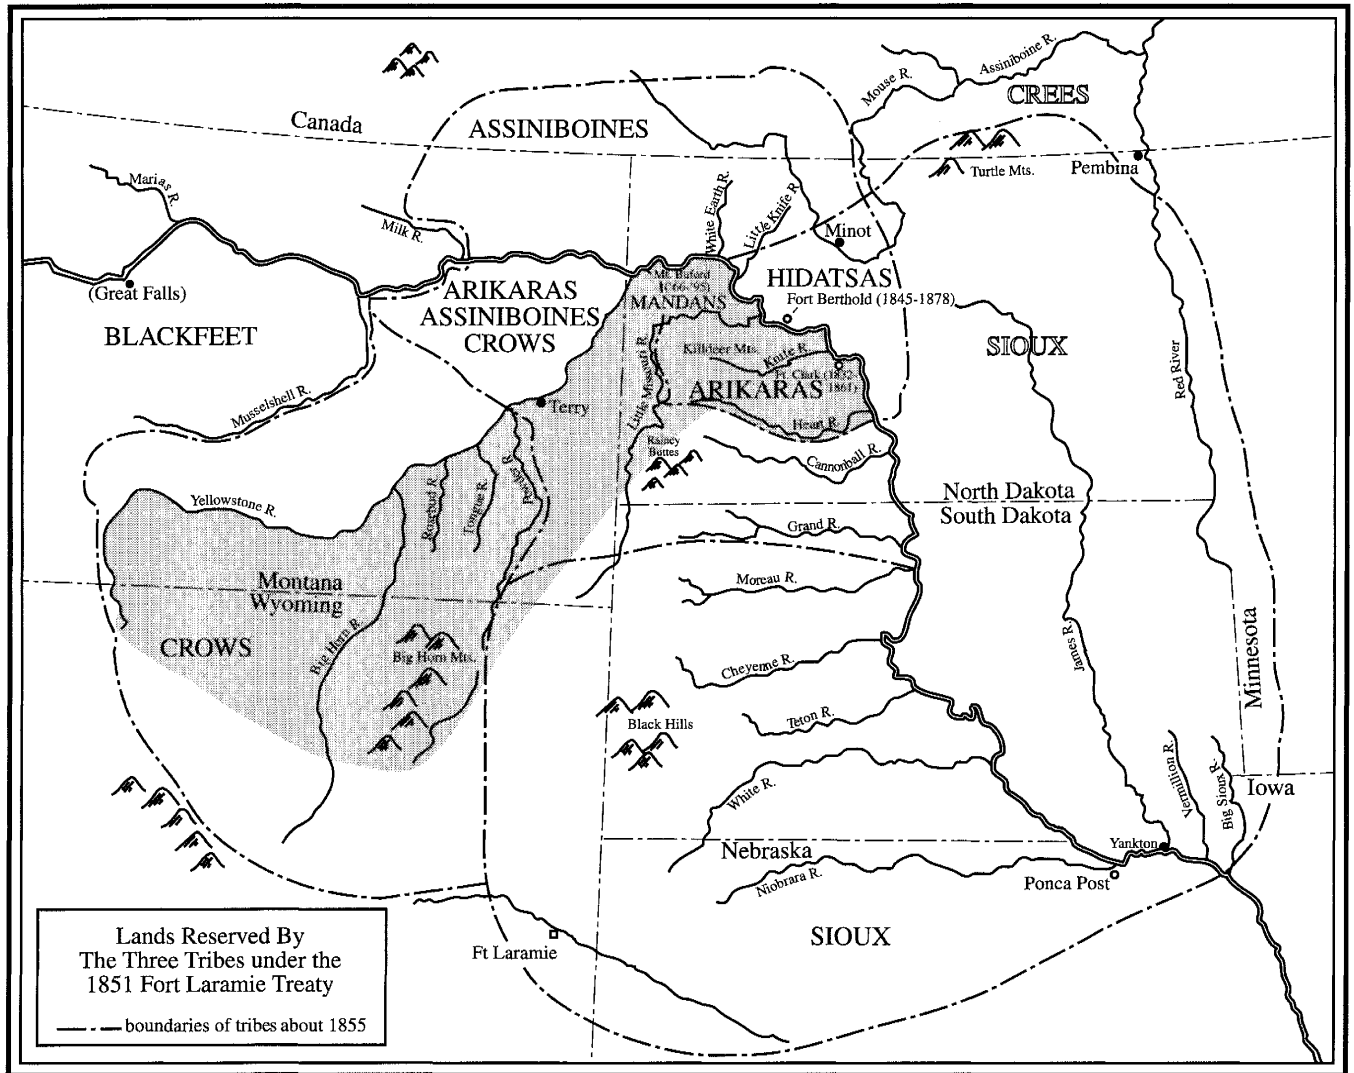 Canada
ASSINIBOINES
Mouse R.
Assiniboine R.
CREES
Turtle Mts.
Pembina
Marias R.
Milk R.
White Earth R.
Little Knife R.
Minot
(Great Falls)
BLACKFEET
ARIKARAS
ASSINIBOINES
CROWS
MANDANS
HIDATSAS
Fort Berthold (1845-1878)
SIOUX
Red River
Killdeer Mts.
Knife R.
Ft. Clark (1832-
1861)
ARIKARAS
Little Missouri R.
Heart R.
Musselshell R.
Terry
Rainey
Buttes
Cannonball R.
Yellowstone R.
Rosebud R.
Tongue R.
Powder R.
North Dakota
South Dakota
Grand R.
Moreau R.
Montana
Wyoming
CROWS
Big Horn R.
Big Horn Mts.
Cheyenne R.
James R.
Minnesota
Black Hills
Teton R.
White R.
Vermillion R.
Big Sioux R.
Iowa
Nebraska
Yankton
Niobrara R.
Ponca Post
SIOUX
Ft Laramie
Lands Reserved By
The Three Tribes under the
1851 Fort Laramie Treaty
boundaries of tribes about 1855